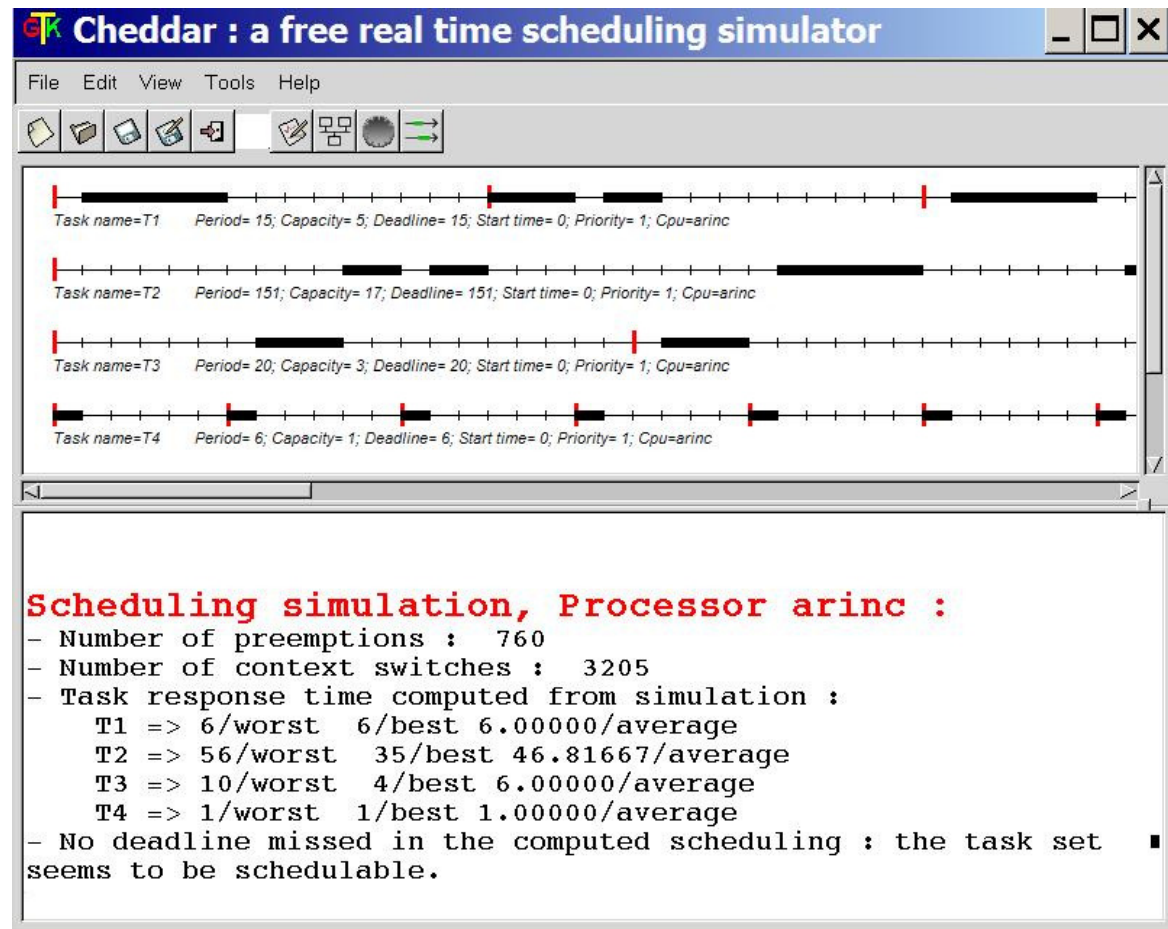 GTK Cheddar : a free real time scheduling simulator
File Edit View Tools Help
Task name=T1 Period= 15; Capacity= 5; Deadline= 15; Start time= 0; Priority= 1; Cpu=arinc
Task name=T2 Period= 151; Capacity= 17; Deadline= 151; Start time= 0; Priority= 1; Cpu=arinc
Task name=T3 Period= 20; Capacity= 3; Deadline= 20; Start time= 0; Priority= 1; Cpu=arinc
Task name=T4 Period= 6; Capacity= 1; Deadline= 6; Start time= 0; Priority= 1; Cpu=arinc
Scheduling simulation, Processor arinc :
- Number of preemptions : 760
- Number of context switches : 3205
- Task response time computed from simulation :
T1 => 6/worst 6/best 6.00000/average
T2 => 56/worst 35/best 46.81667/average
T3 => 10/worst 4/best 6.00000/average
T4 => 1/worst 1/best 1.00000/average
- No deadline missed in the computed scheduling : the task set
seems to be schedulable.